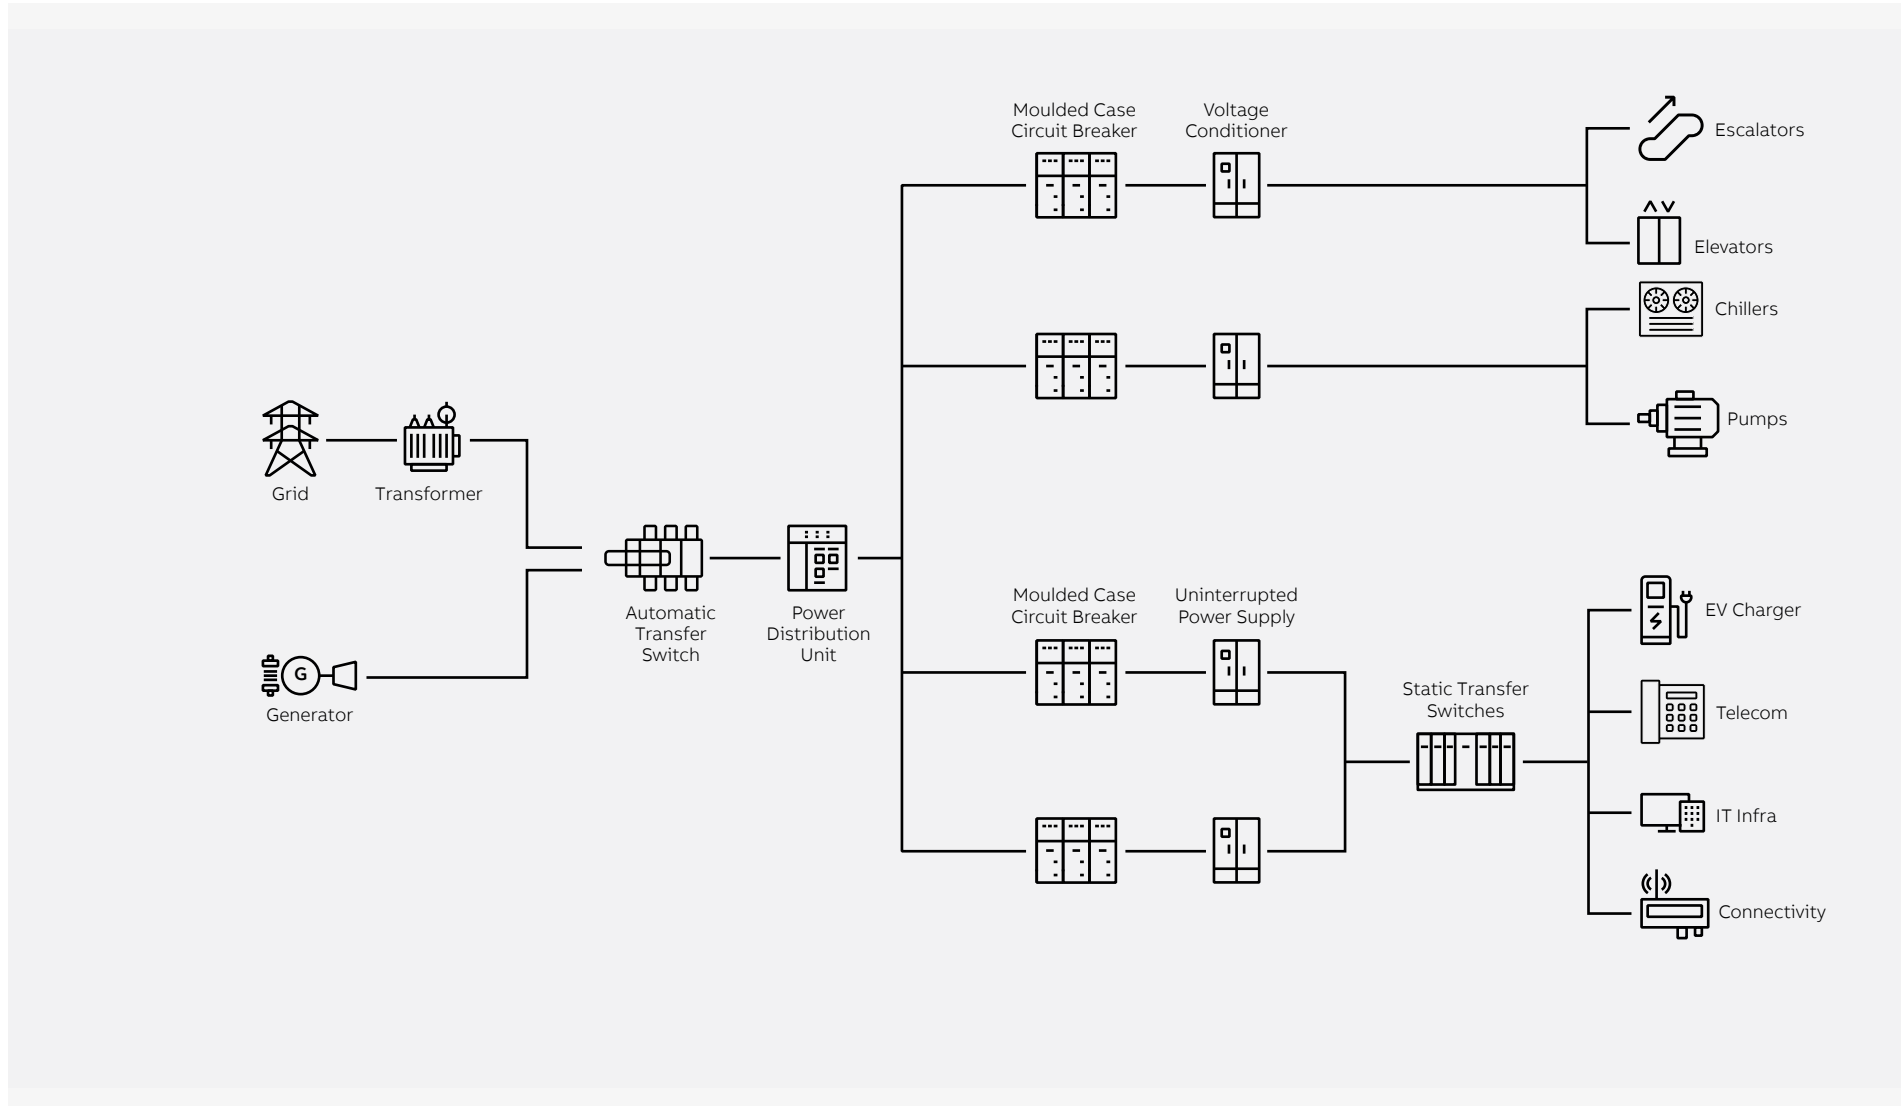 Moulded Case
Circuit Breaker
Voltage
Conditioner
Escalators
Elevators
Chillers
Pumps
Grid
Transformer
Automatic
Transfer
Switch
Power
Distribution
Unit
G
Generator
Moulded Case
Circuit Breaker
Uninterrupted
Power Supply
Static Transfer
Switches
EV Charger
Telecom
IT Infra
Connectivity